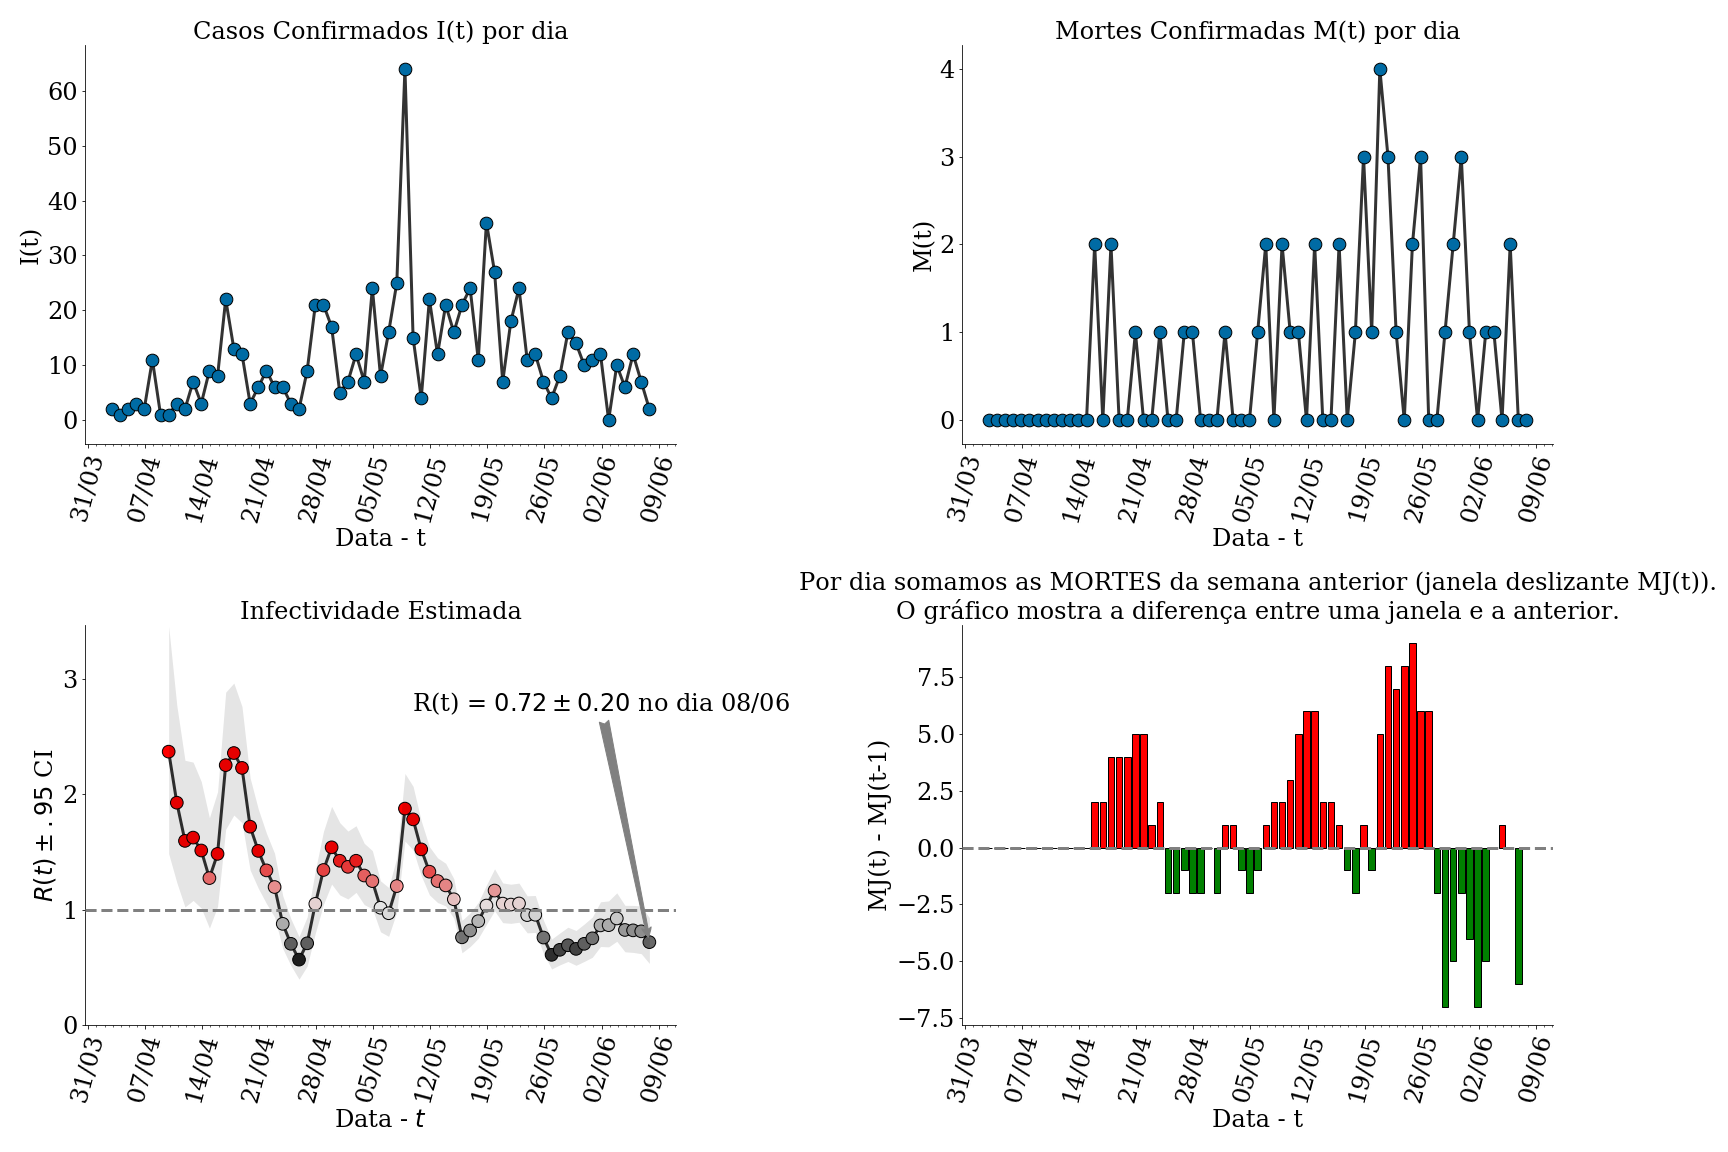 Casos Confirmados I(t) por dia
I(t)
60
50
40
30
20
10
0
31/03 07/04 14/04 21/04 28/04 05/05 12/05 19/05 26/05 02/06 09/06
Data - t
Mortes Confirmadas M(t) por dia
M(t)
4
3
2
1
0
31/03 07/04 14/04 21/04 28/04 05/05 12/05 19/05 26/05 02/06 09/06
Data - t
Infectividade Estimada
R(t) ± .95 CI
3
2
1
0
R(t) = 0.72 ± 0.20 no dia 08/06
31/03 07/04 14/04 21/04 28/04 05/05 12/05 19/05 26/05 02/06 09/06
Data - t
Por dia somamos as MORTES da semana anterior (janela deslizante MJ(t)).
O gráfico mostra a diferença entre uma janela e a anterior.
MJ(t) - MJ(t-1)
7.5
5.0
2.5
0.0
−2.5
−5.0
−7.5
31/03 07/04 14/04 21/04 28/04 05/05 12/05 19/05 26/05 02/06 09/06
Data - t